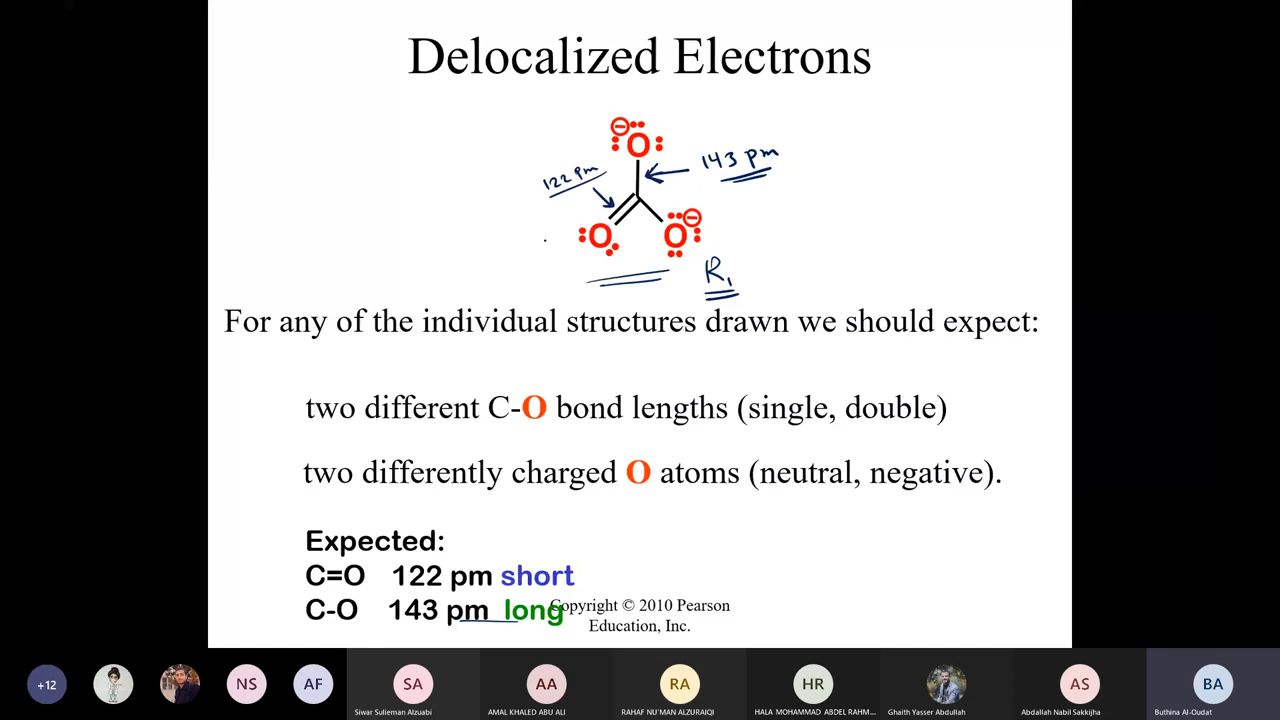 Delocalized Electrons
O
143 pm
122 pm
O
O
R₁
For any of the individual structures drawn we should expect:
two different C-O bond lengths (single, double)
two differently charged O atoms (neutral, negative).
Expected:
C=O 122 pm short
C-O 143 pm long
Copyright © 2010 Pearson
Education, Inc.
+12
NS
AF
SA
AA
RA
HR
AS
BA
Siwar Sulieman Alzuabi
AMAL KHALED ABU ALI
RAHAF NU'MAN ALZURAIQI
HALA MOHAMMAD ABDEL RAHM...
Ghaith Yasser Abdullah
Abdallah Nabil Sakkijha
Buthina Al-Oudat